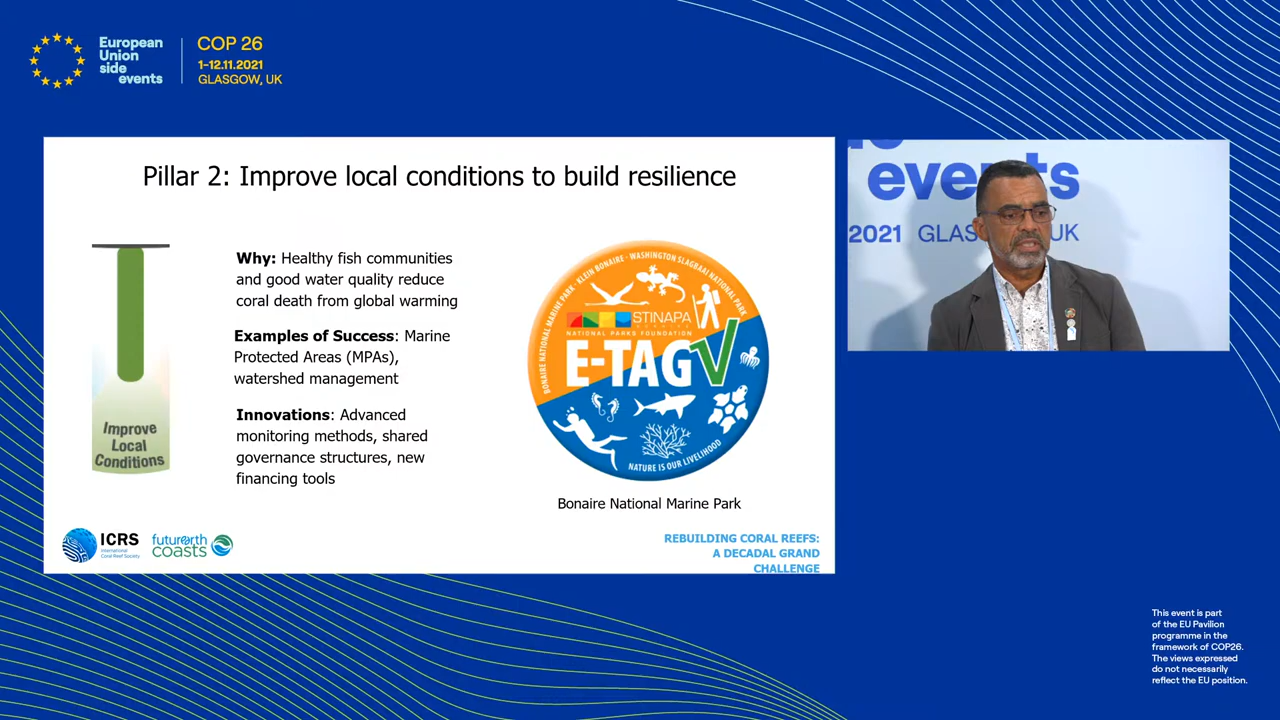 European
Union
side
events
COP 26
1-12.11.2021
GLASGOW, UK
Pillar 2: Improve local conditions to build resilience
Improve
Local
Conditions
Why: Healthy fish communities
and good water quality reduce
coral death from global warming
Examples of Success: Marine
Protected Areas (MPAs),
watershed management
Innovations: Advanced
monitoring methods, shared
governance structures, new
financing tools
BONAIRE NATIONAL MARINE PARK - KLEIN BONAIRE - WASHINGTON SLAGBAAI NATIONAL PARK
STINAPA
NATIONAL PARKS FOUNDATION
E-TAG
NATURE IS OUR LIVELIHOOD
Bonaire National Marine Park
ICRS
International
Coral Reef Society
futurerth
coasts
REBUILDING CORAL REEFS:
A DECADAL GRAND
CHALLENGE
events
2021 GLAS UK
This event is part
of the EU Pavilion
programme in the
framework of COP26.
The views expressed
do not necessarily
reflect the EU position.